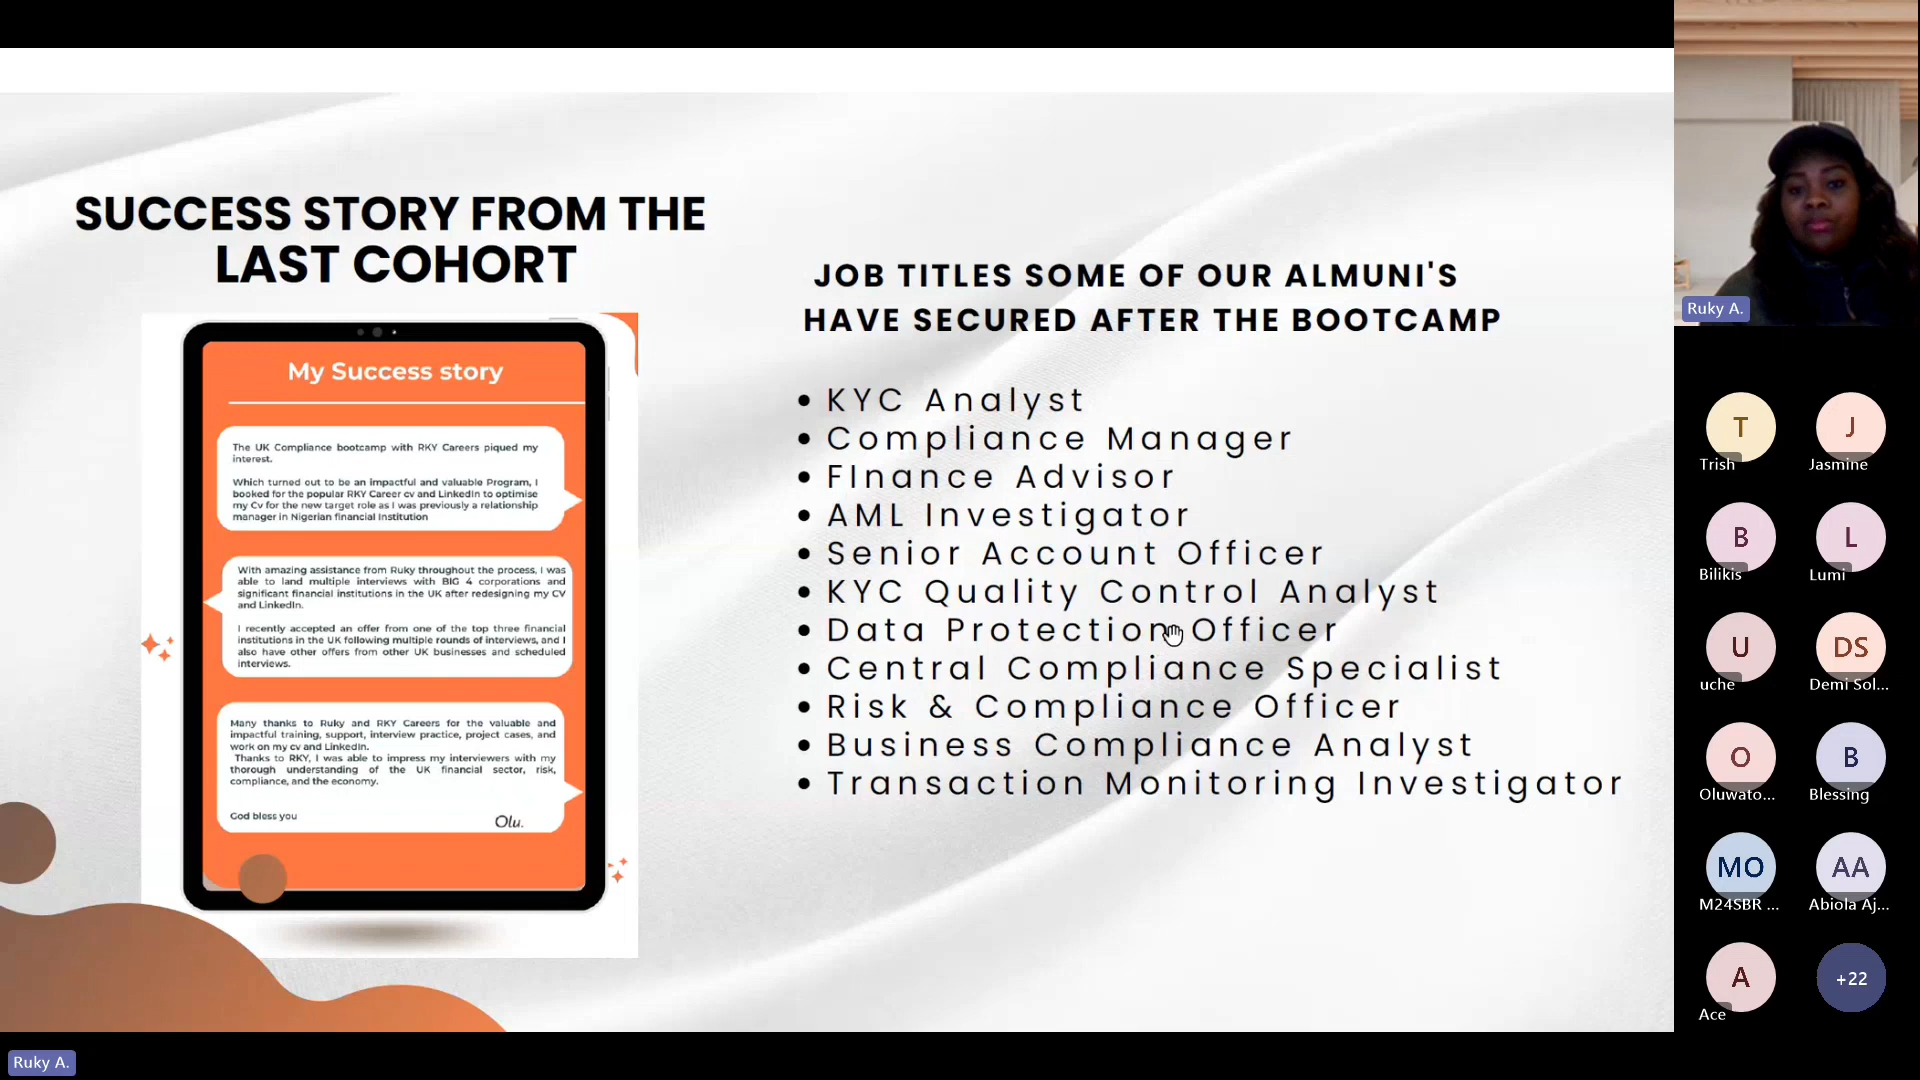 SUCCESS STORY FROM THE
LAST COHORT
My Success story
The UK Compliance bootcamp with RKY Careers piqued my
interest.
Which turned out to be an impactful and valuable Program, I
booked for the popular RKY Career cv and LinkedIn to optimise
my Cv for the new target role as I was previously a relationship
manager in Nigerian financial Institution
With amazing assistance from Ruky throughout the process, I was
able to land multiple interviews with BIG 4 corporations and
significant financial institutions in the UK after redesigning my CV
and LinkedIn.
I recently accepted an offer from one of the top three financial
institutions in the UK following multiple rounds of interviews, and I
also have other offers from other UK businesses and scheduled
interviews.
Many thanks to Ruky and RKY Careers for the valuable and
impactful training, support, interview practice, project cases, and
work on my cv and LinkedIn.
Thanks to RKY, I was able to impress my interviewers with my
thorough understanding of the UK financial sector, risk,
compliance, and the economy.
God bless you
Olu.
JOB TITLES SOME OF OUR ALMUNI'S
HAVE SECURED AFTER THE BOOTCAMP
• KYC Analyst
• Compliance Manager
• FInance Advisor
• AML Investigator
• Senior Account Officer
• KYC Quality Control Analyst
• Data Protection Officer
• Central Compliance Specialist
• Risk & Compliance Officer
• Business Compliance Analyst
• Transaction Monitoring Investigator
Ruky A.
T
Trish
J
Jasmine
B
Bilikis
L
Lumi
U
uche
DS
Demi Sol...
O
Oluwato...
B
Blessing
MO
M24SBR ...
AA
Abiola Aj...
A
Ace
+22
Ruky A.